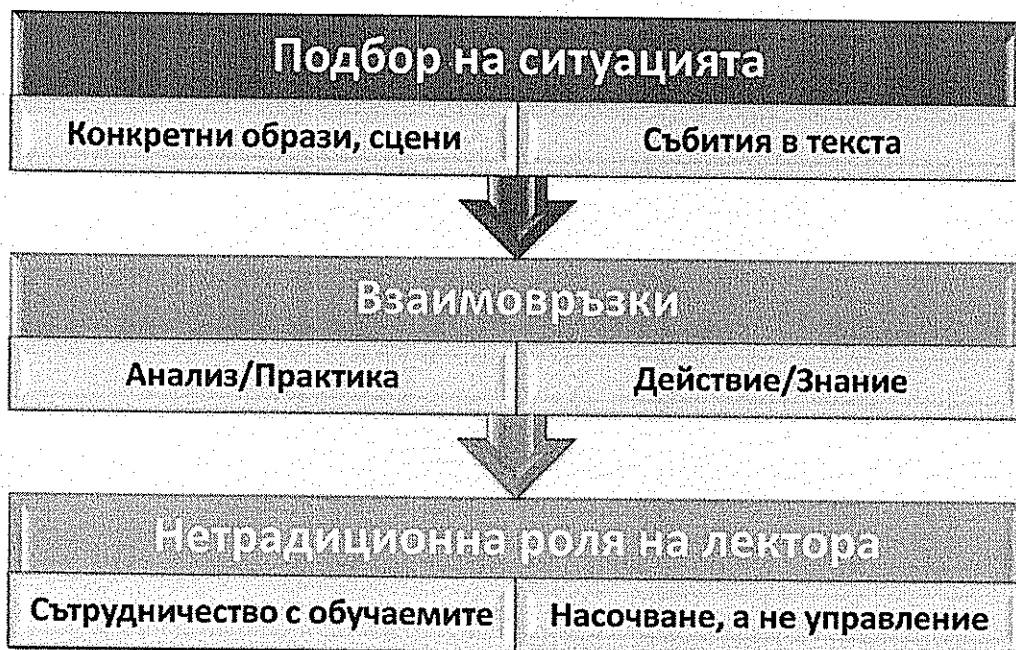 Подбор на ситуацията
Конкретни образи, сцени
Събития в текста
Взаимовръзки
Анализ/Практика
Действие/Знание
Нетрадиционна роля на лектора
Сътрудничество с обучаемите
Насочване, а не управление